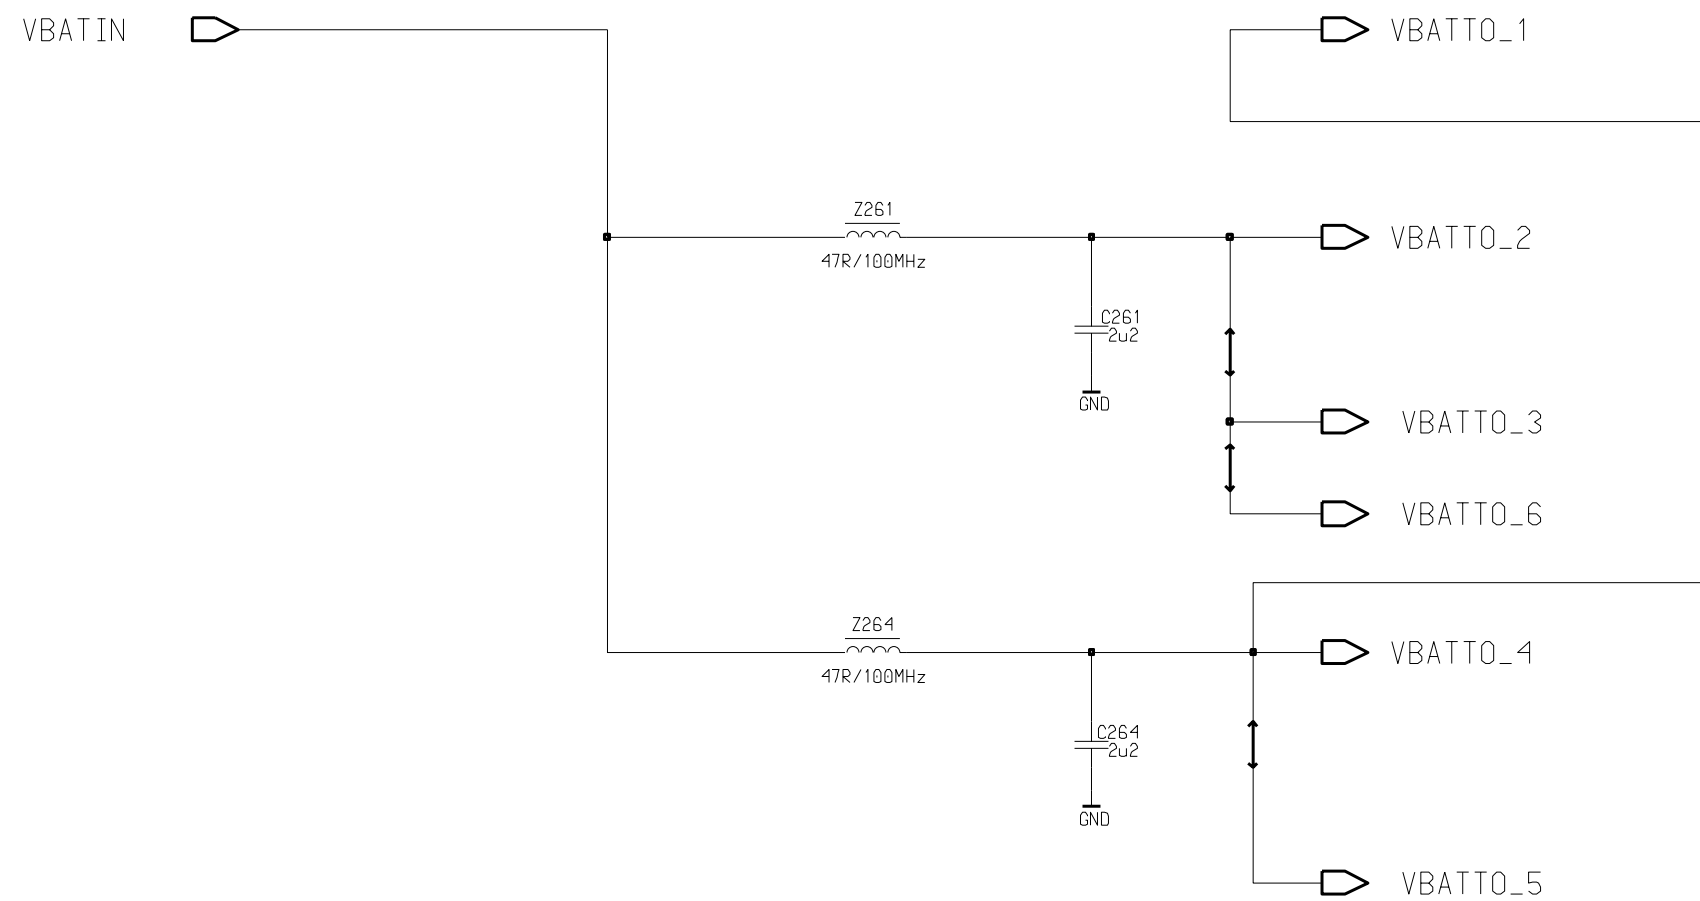 VBATIN
VBATTO_1
Z261
47R/100MHz
VBATTO_2
C261
2u2
GND
VBATTO_3
VBATTO_6
Z264
47R/100MHz
VBATTO_4
C264
2u2
GND
VBATTO_5